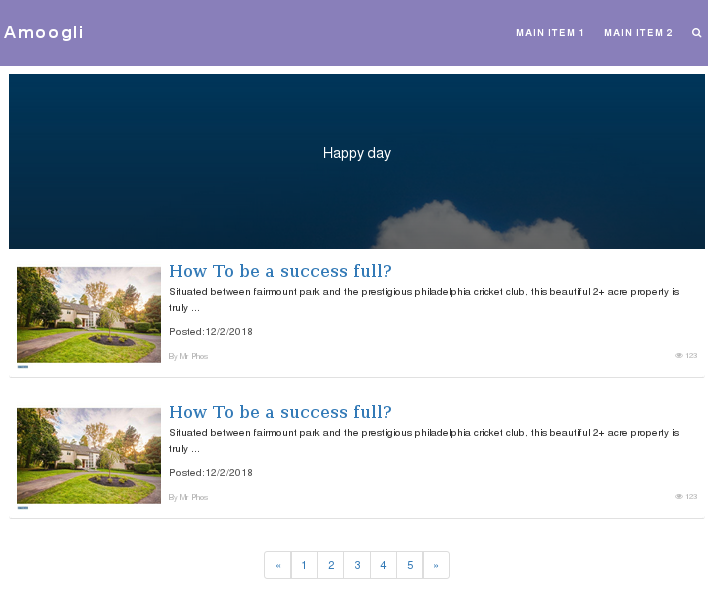 Amoogli
MAIN ITEM 1 MAIN ITEM 2
Happy day
How To be a success full?
Situated between fairmount park and the prestigious philadelphia cricket club. this beautiful 2+ acre property is
truly ...
Posted:12/2/2018
By Mr Phos 123
How To be a success full?
Situated between fairmount park and the prestigious philadelphia cricket club. this beautiful 2+ acre property is
truly ...
Posted:12/2/2018
By Mr Phos 123
« 1 2 3 4 5 »